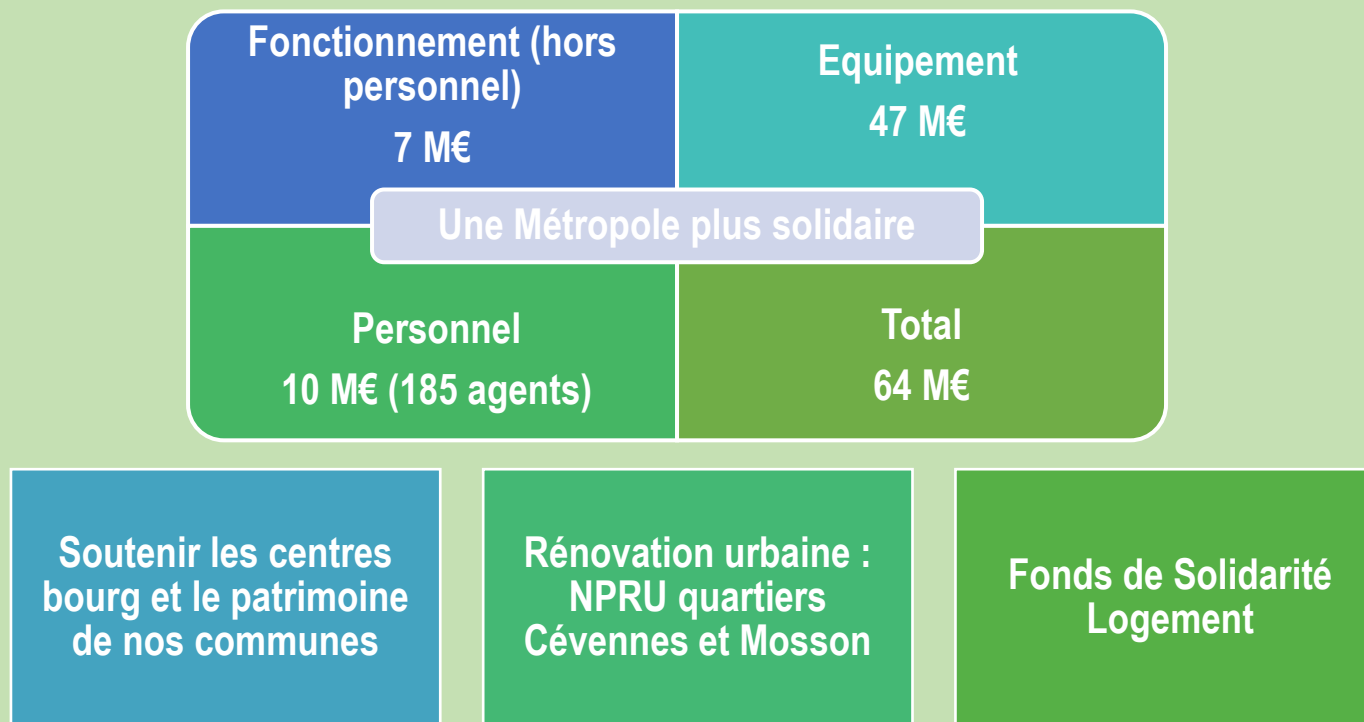 Fonctionnement (hors
personnel)
7 M€
Equipement
47 M€
Une Métropole plus solidaire
Personnel
10 M€ (185 agents)
Total
64 M€
Soutenir les centres
bourg et le patrimoine
de nos communes
Rénovation urbaine :
NPRU quartiers
Cévennes et Mosson
Fonds de Solidarité
Logement